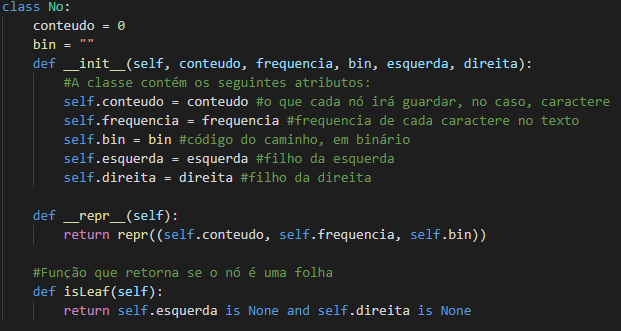 class No:
    conteudo = 0
    bin = ""
    def __init__(self, conteudo, frequencia, bin, esquerda, direita):
        #A classe contém os seguintes atributos:
        self.conteudo = conteudo #o que cada nó irá guardar, no caso, caractere
        self.frequencia = frequencia #frequencia de cada caractere no texto
        self.bin = bin #código do caminho, em binário
        self.esquerda = esquerda #filho da esquerda
        self.direita = direita #filho da direita

    def __repr__(self):
        return repr((self.conteudo, self.frequencia, self.bin))

    #Função que retorna se o nó é uma folha
    def isLeaf(self):
        return self.esquerda is None and self.direita is None